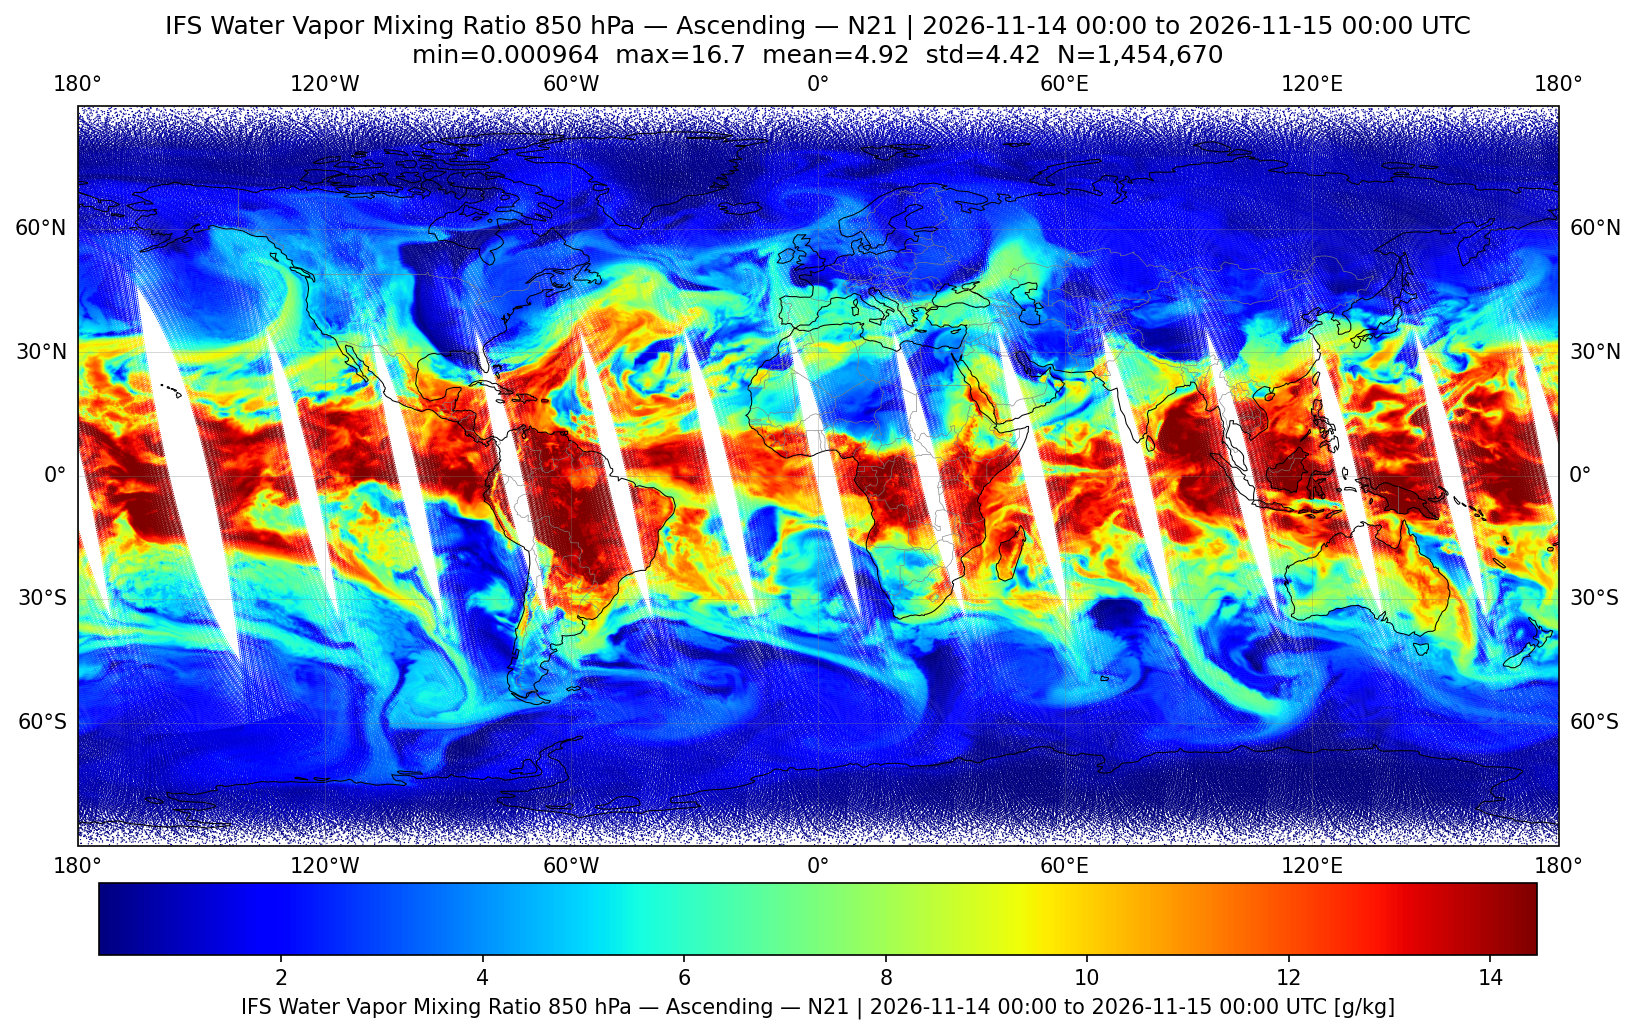 IFS Water Vapor Mixing Ratio 850 hPa — Ascending — N21 | 2026-11-14 00:00 to 2026-11-15 00:00 UTC
min=0.000964 max=16.7 mean=4.92 std=4.42 N=1,454,670
180° 120°W 60°W 0° 60°E 120°E 180°
60°N 60°N
30°N 30°N
0° 0°
30°S 30°S
60°S 60°S
180° 120°W 60°W 0° 60°E 120°E 180°
2 4 6 8 10 12 14
IFS Water Vapor Mixing Ratio 850 hPa — Ascending — N21 | 2026-11-14 00:00 to 2026-11-15 00:00 UTC [g/kg]